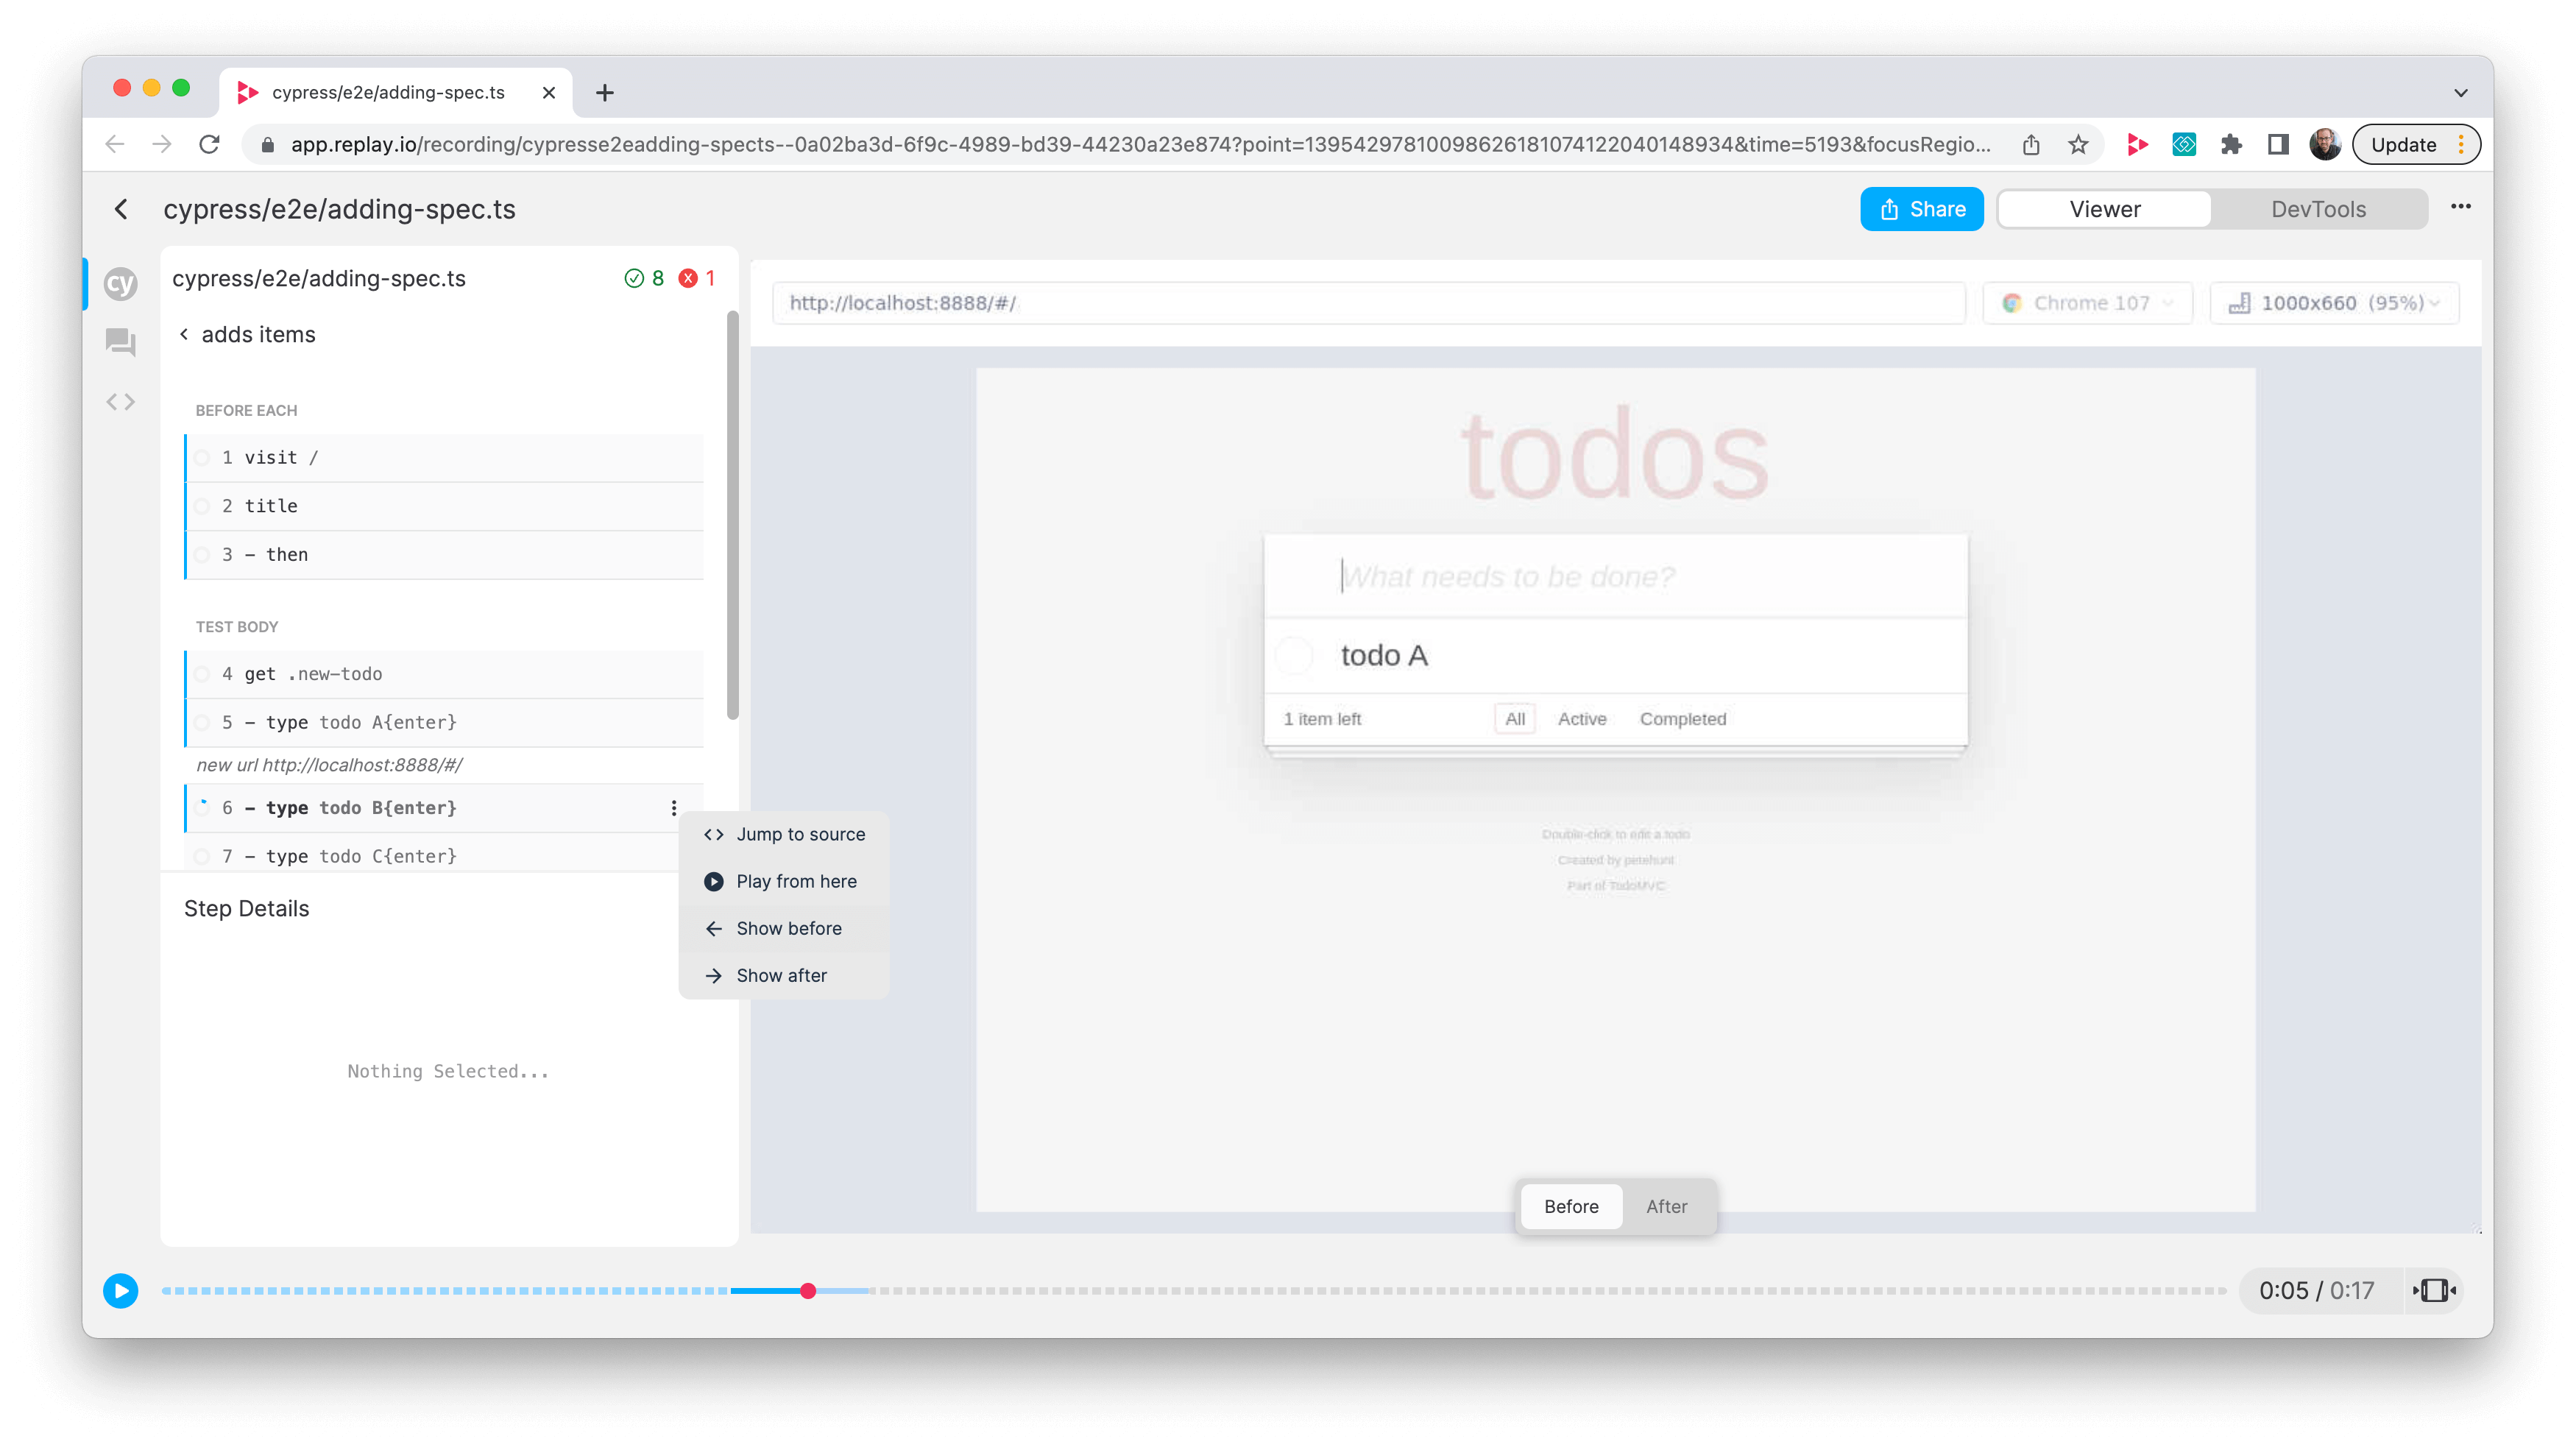 cypress/e2e/adding-spec.ts
app.replay.io/recording/cypresse2eadding-spects--0a02ba3d-6f9c-4989-bd39-44230a23e874?point=13954297810098626181074122040148934&time=5193&focusRegio...
Update
cypress/e2e/adding-spec.ts
Share
Viewer
DevTools
cy
cypress/e2e/adding-spec.ts
8
1
adds items
BEFORE EACH
1 visit /
2 title
3 - then
TEST BODY
4 get .new-todo
5 - type todo A{enter}
new url http://localhost:8888/#/
6 - type todo B{enter}
7 - type todo C{enter}
Jump to source
Play from here
Show before
Show after
Step Details
Nothing Selected...
http://localhost:8888/#/
Chrome 107
1000x660 (95%)
todos
What needs to be done?
todo A
1 item left
All
Active
Completed
Double-click to edit a todo
Created by petehunt
Part of TodoMVC
Before
After
0:05 / 0:17